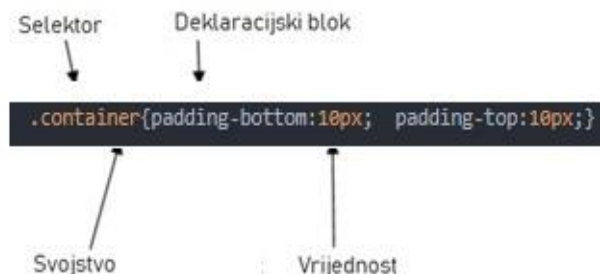 Selektor Deklaracijski blok
.container{padding-bottom:10px; padding-top:10px;}
Svojstvo Vrijednost